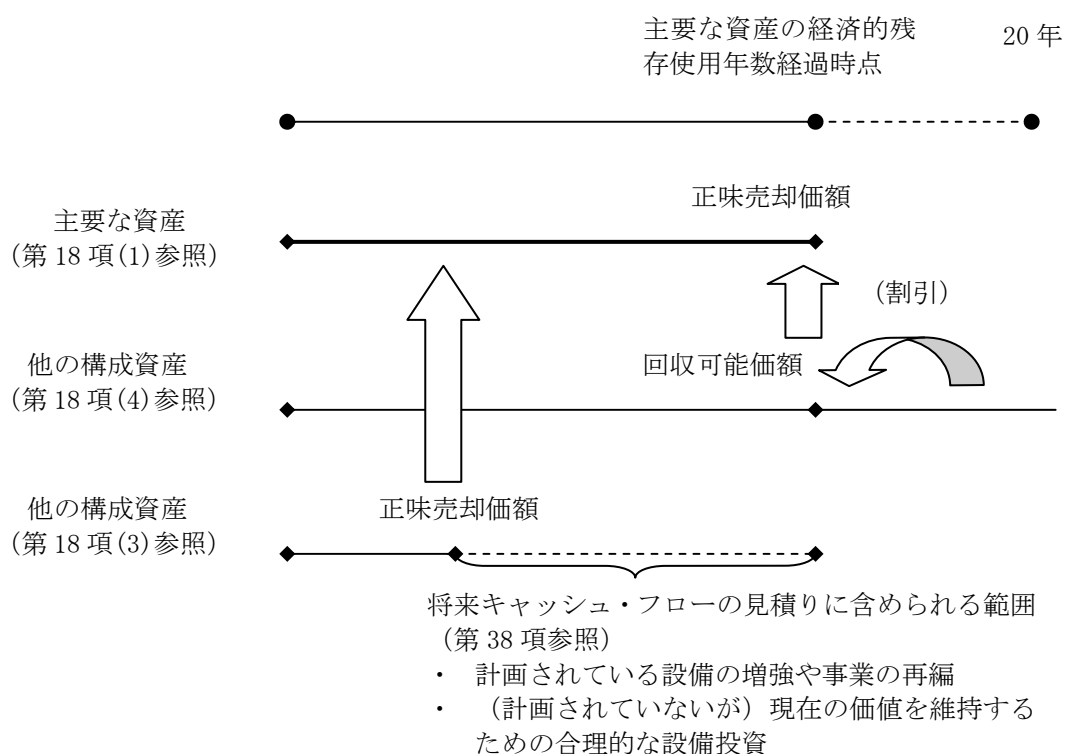 主要な資産の経済的残
存使用年数経過時点
20 年
正味売却価額
主要な資産
(第 18 項(1)参照)
(割引)
他の構成資産
(第 18 項(4)参照)
回収可能価額
他の構成資産
(第 18 項(3)参照)
正味売却価額
将来キャッシュ・フローの見積りに含められる範囲
(第 38 項参照)
・ 計画されている設備の増強や事業の再編
・ (計画されていないが)現在の価値を維持する
ための合理的な設備投資